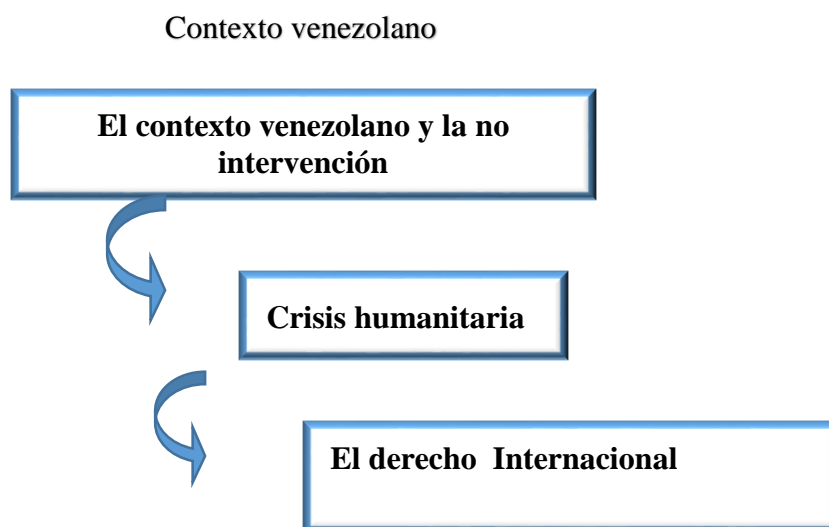 Contexto venezolano
El contexto venezolano y la no
intervención
Crisis humanitaria
El derecho Internacional